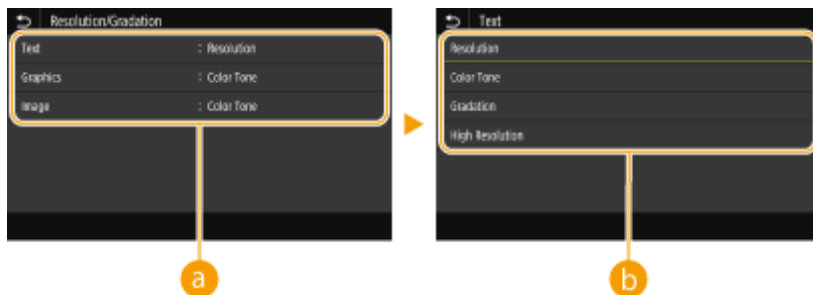 Resolution/Gradation
Text : Resolution
Graphics : Color Tone
Image : Color Tone
a
Text
Resolution
Color Tone
Gradation
High Resolution
b